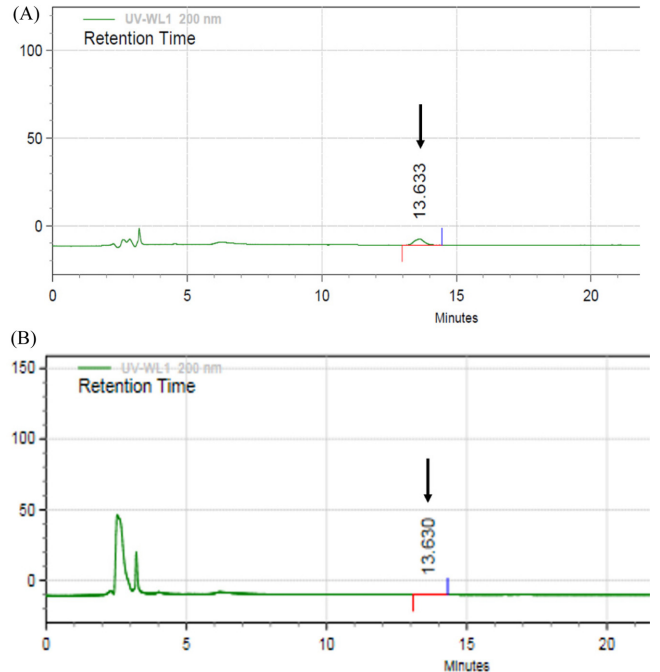 (A)
UV-WL1 200 nm
Retention Time
100
50
0
13.633
0 5 10 15 20
Minutes
(B)
UV-WL1 200 nm
Retention Time
150
100
50
0
13.630
0 5 10 15 20
Minutes